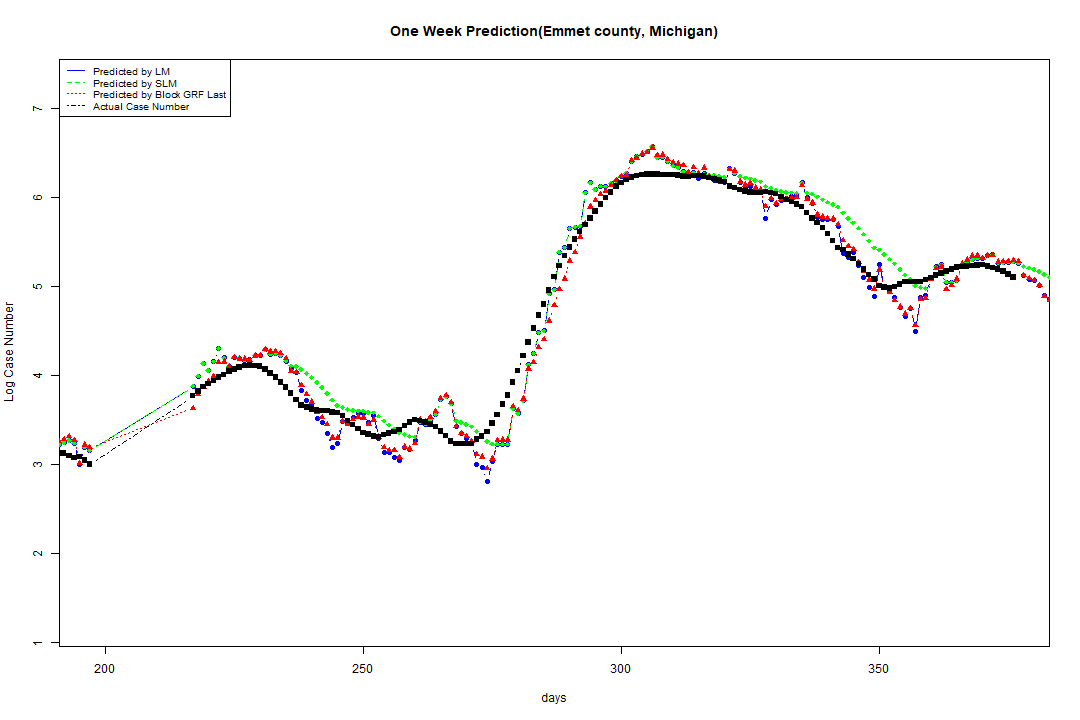 One Week Prediction(Emmet county, Michigan)
Predicted by LM
Predicted by SLM
Predicted by Block GRF Last
Actual Case Number
Log Case Number
7
6
5
4
3
2
1
200 250 300 350
days